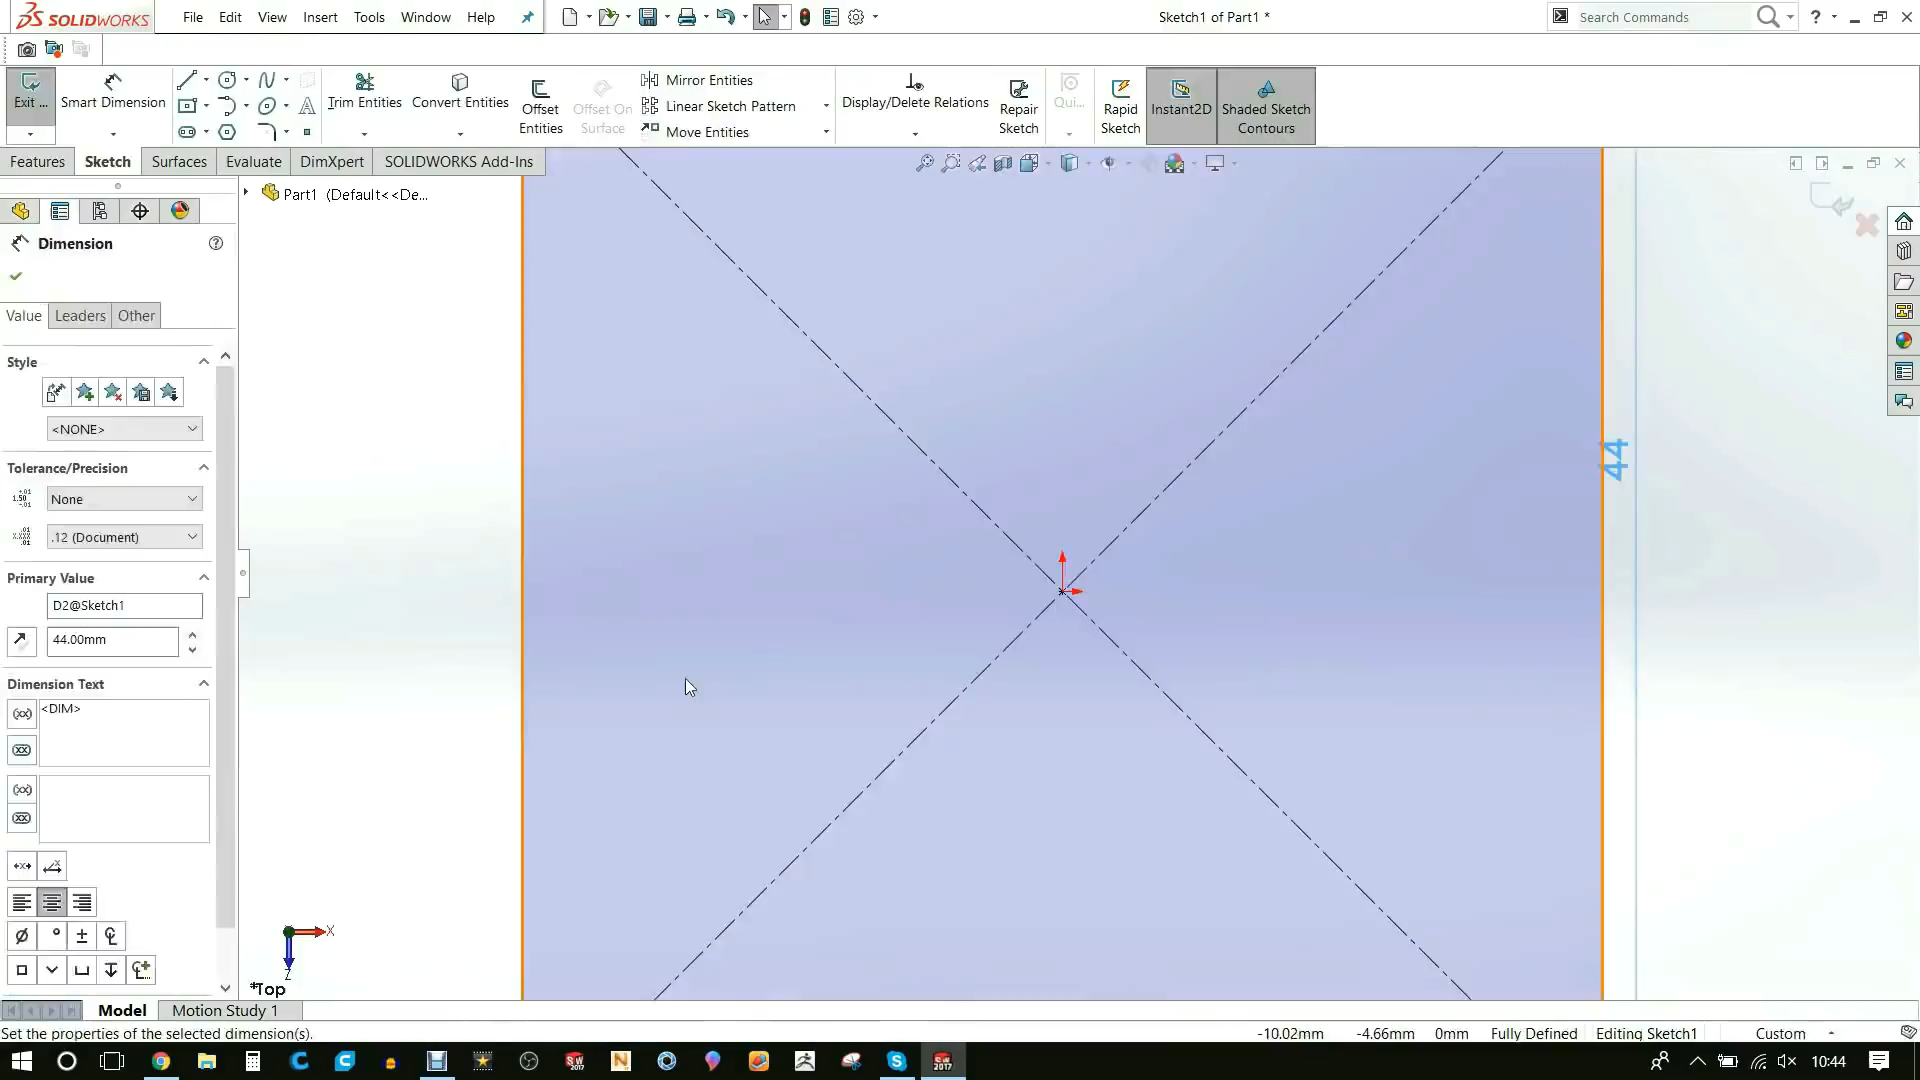 SOLIDWORKS File Edit View Insert Tools Window Help Sketch1 of Part1 * Search Commands ?
Exit ... Smart Dimension Trim Entities Convert Entities Offset Entities Offset On Surface Mirror Entities Linear Sketch Pattern Move Entities Display/Delete Relations Repair Sketch Qui... Rapid Sketch Instant2D Shaded Sketch Contours
Features Sketch Surfaces Evaluate DimXpert SOLIDWORKS Add-Ins
Part1 (Default<<De...
Dimension
Value Leaders Other
Style
<NONE>
Tolerance/Precision
None
.12 (Document)
Primary Value
D2@Sketch1
44.00mm
Dimension Text
<DIM>
44
X
Z
*Top
Model Motion Study 1
Set the properties of the selected dimension(s). -10.02mm -4.66mm 0mm Fully Defined Editing Sketch1 Custom
10:44